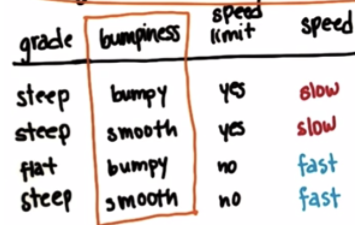 grade bumpiness speed limit speed
steep bumpy yes slow
steep smooth yes slow
flat bumpy no fast
steep smooth no fast